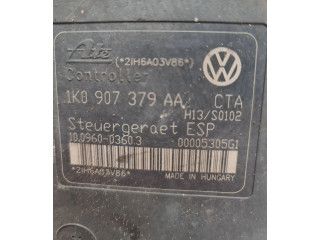 Ate (*2IH6A03V86*)
Controller
1K0 907 379 AA CTA
H13/S0102
Steuergeraet ESP
10.0960-0360.3 00005305G1
*2IH6A03V86*
MADE IN HUNGARY